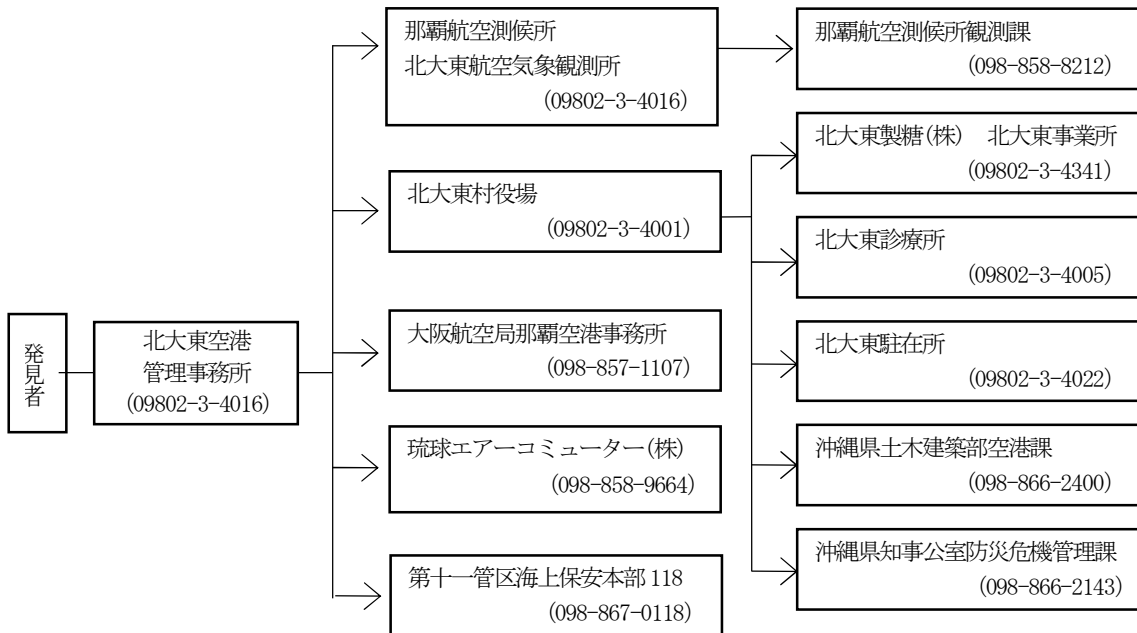 発見者
北大東空港
管理事務所
(09802-3-4016)
那覇航空測候所
北大東航空気象観測所
(09802-3-4016)
北大東村役場
(09802-3-4001)
大阪航空局那覇空港事務所
(098-857-1107)
琉球エアーコミューター(株)
(098-858-9664)
第十一管区海上保安本部 118
(098-867-0118)
那覇航空測候所観測課
(098-858-8212)
北大東製糖(株)　北大東事業所
(09802-3-4341)
北大東診療所
(09802-3-4005)
北大東駐在所
(09802-3-4022)
沖縄県土木建築部空港課
(098-866-2400)
沖縄県知事公室防災危機管理課
(098-866-2143)